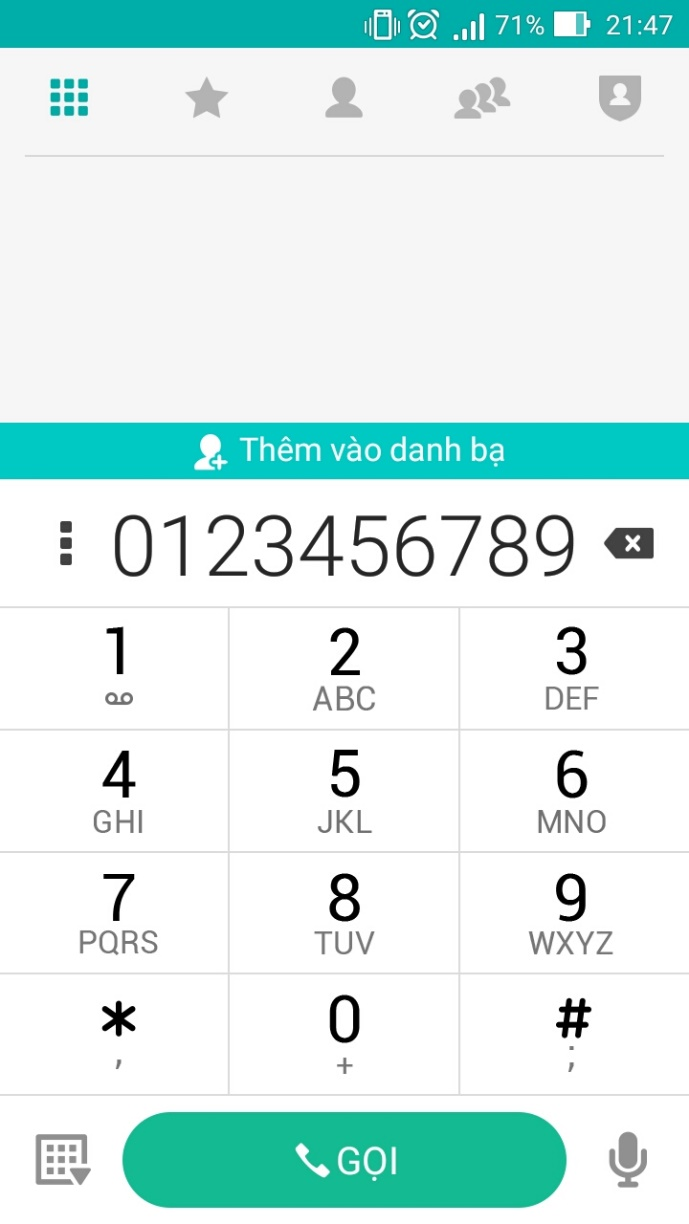 71% 21:47
Thêm vào danh bạ
0123456789
1 2 3
ABC DEF
4 5 6
GHI JKL MNO
7 8 9
PQRS TUV WXYZ
* 0 #
, + ;
GỌI